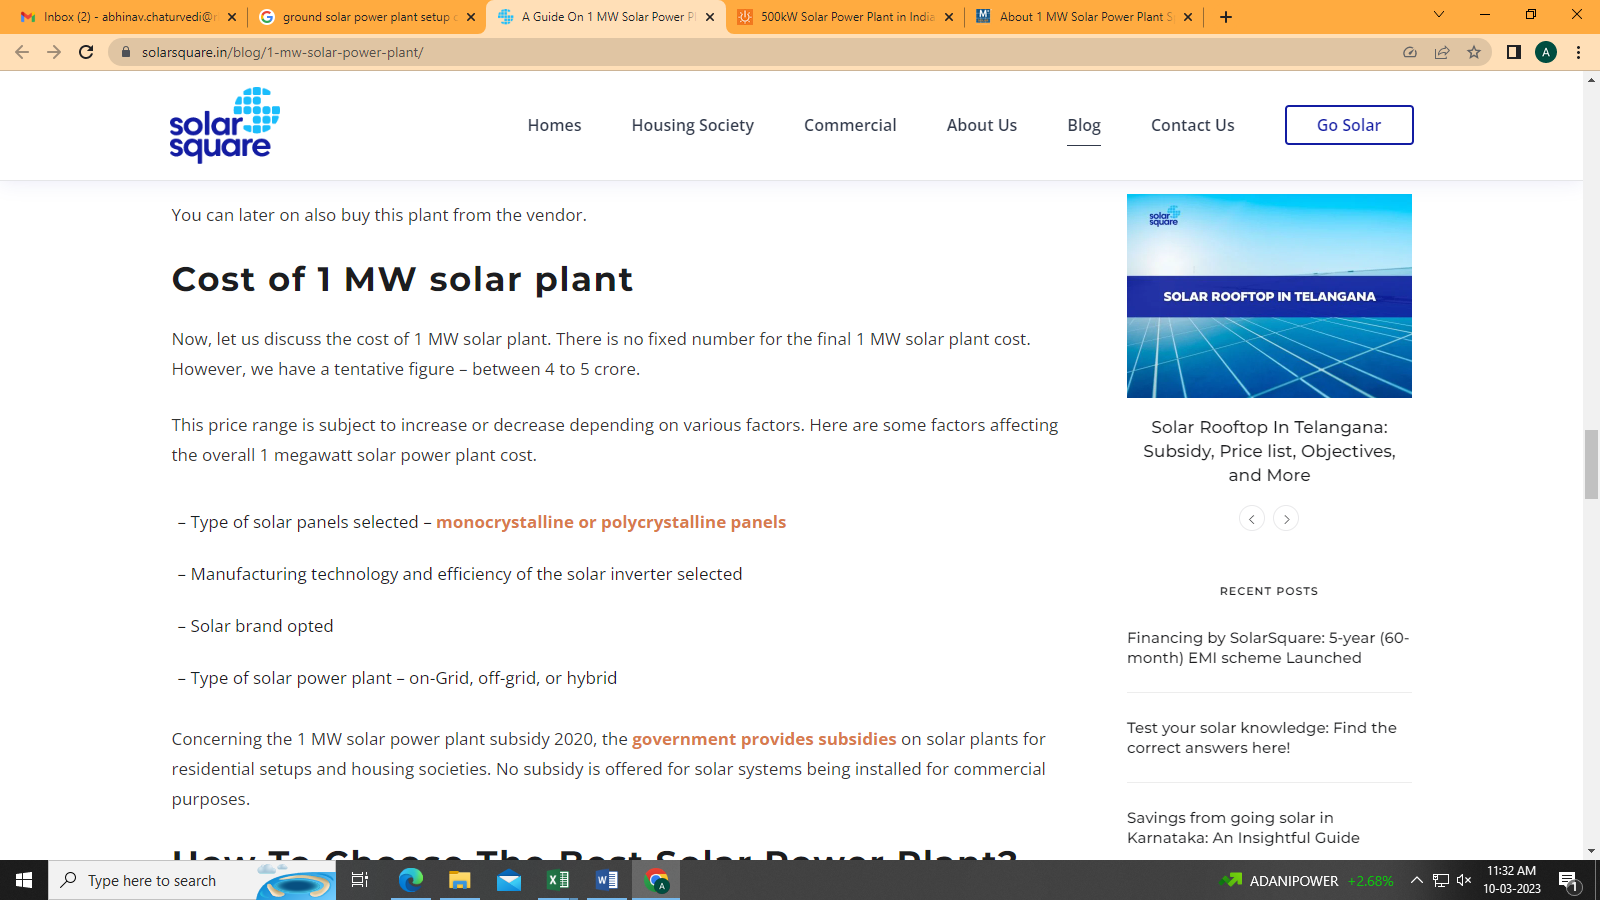 Inbox (2) - abhinav.chaturvedi@r
ground solar power plant setup c
A Guide On 1 MW Solar Power Pl
500kW Solar Power Plant in India
About 1 MW Solar Power Plant S
solarsquare.in/blog/1-mw-solar-power-plant/
A
solar
square
Homes
Housing Society
Commercial
About Us
Blog
Contact Us
Go Solar
You can later on also buy this plant from the vendor.
Cost of 1 MW solar plant
Now, let us discuss the cost of 1 MW solar plant. There is no fixed number for the final 1 MW solar plant cost.
However, we have a tentative figure – between 4 to 5 crore.
This price range is subject to increase or decrease depending on various factors. Here are some factors affecting
the overall 1 megawatt solar power plant cost.
– Type of solar panels selected – monocrystalline or polycrystalline panels
– Manufacturing technology and efficiency of the solar inverter selected
– Solar brand opted
– Type of solar power plant – on-Grid, off-grid, or hybrid
Concerning the 1 MW solar power plant subsidy 2020, the government provides subsidies on solar plants for
residential setups and housing societies. No subsidy is offered for solar systems being installed for commercial
purposes.
How To Choose The Best Solar Power Plant?
solar
square
SOLAR ROOFTOP IN TELANGANA
Solar Rooftop In Telangana:
Subsidy, Price list, Objectives,
and More
RECENT POSTS
Financing by SolarSquare: 5-year (60-
month) EMI scheme Launched
Test your solar knowledge: Find the
correct answers here!
Savings from going solar in
Karnataka: An Insightful Guide
Type here to search
A
ADANIPOWER +2.68%
11:32 AM
10-03-2023
1